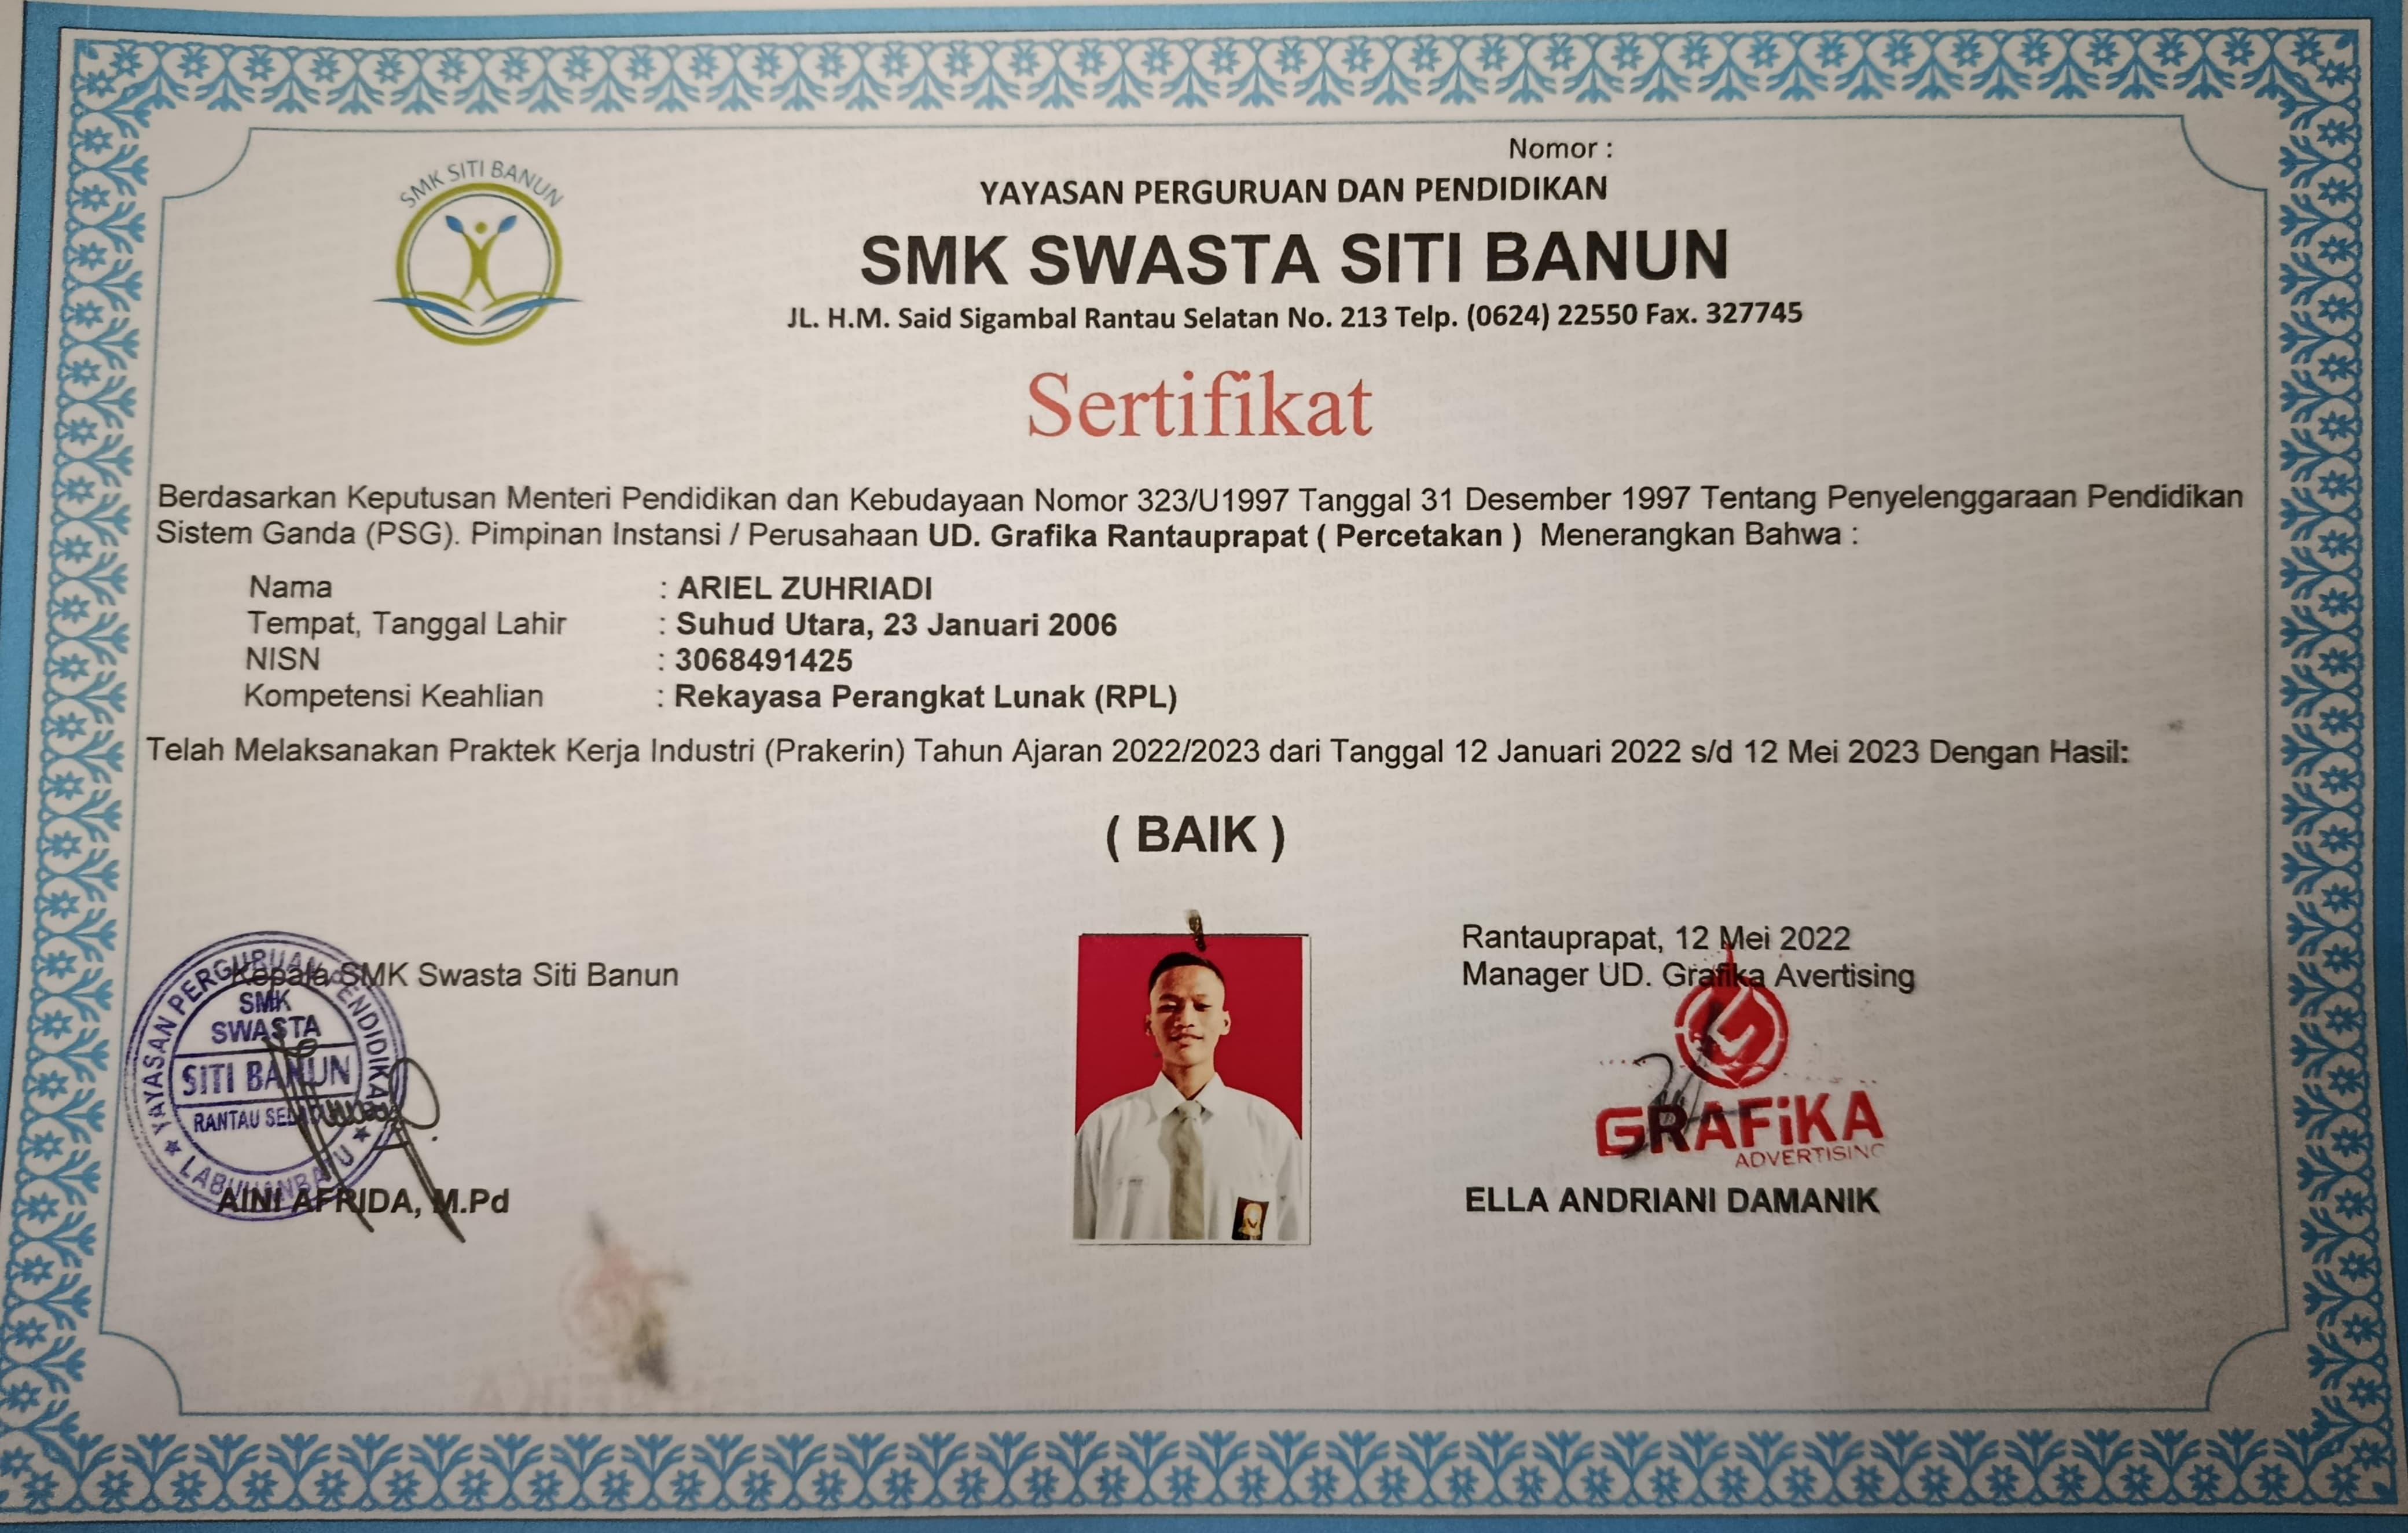 SMK SITI BANUN
Nomor :
YAYASAN PERGURUAN DAN PENDIDIKAN
SMK SWASTA SITI BANUN
JL. H.M. Said Sigambal Rantau Selatan No. 213 Telp. (0624) 22550 Fax. 327745
Sertifikat
Berdasarkan Keputusan Menteri Pendidikan dan Kebudayaan Nomor 323/U1997 Tanggal 31 Desember 1997 Tentang Penyelenggaraan Pendidikan
Sistem Ganda (PSG). Pimpinan Instansi / Perusahaan UD. Grafika Rantauprapat ( Percetakan ) Menerangkan Bahwa :
Nama : ARIEL ZUHRIADI
Tempat, Tanggal Lahir : Suhud Utara, 23 Januari 2006
NISN : 3068491425
Kompetensi Keahlian : Rekayasa Perangkat Lunak (RPL)
Telah Melaksanakan Praktek Kerja Industri (Prakerin) Tahun Ajaran 2022/2023 dari Tanggal 12 Januari 2022 s/d 12 Mei 2023 Dengan Hasil:
( BAIK )
Kepala SMK Swasta Siti Banun
YAYASAN PERGURUAN PENDIDIKAN
SMK
SWASTA
SITI BANUN
RANTAU
LABUHANBATU
AINI AFRIDA, M.Pd
Rantauprapat, 12 Mei 2022
Manager UD. Grafika Avertising
GRAFiKA
ADVERTISING
ELLA ANDRIANI DAMANIK